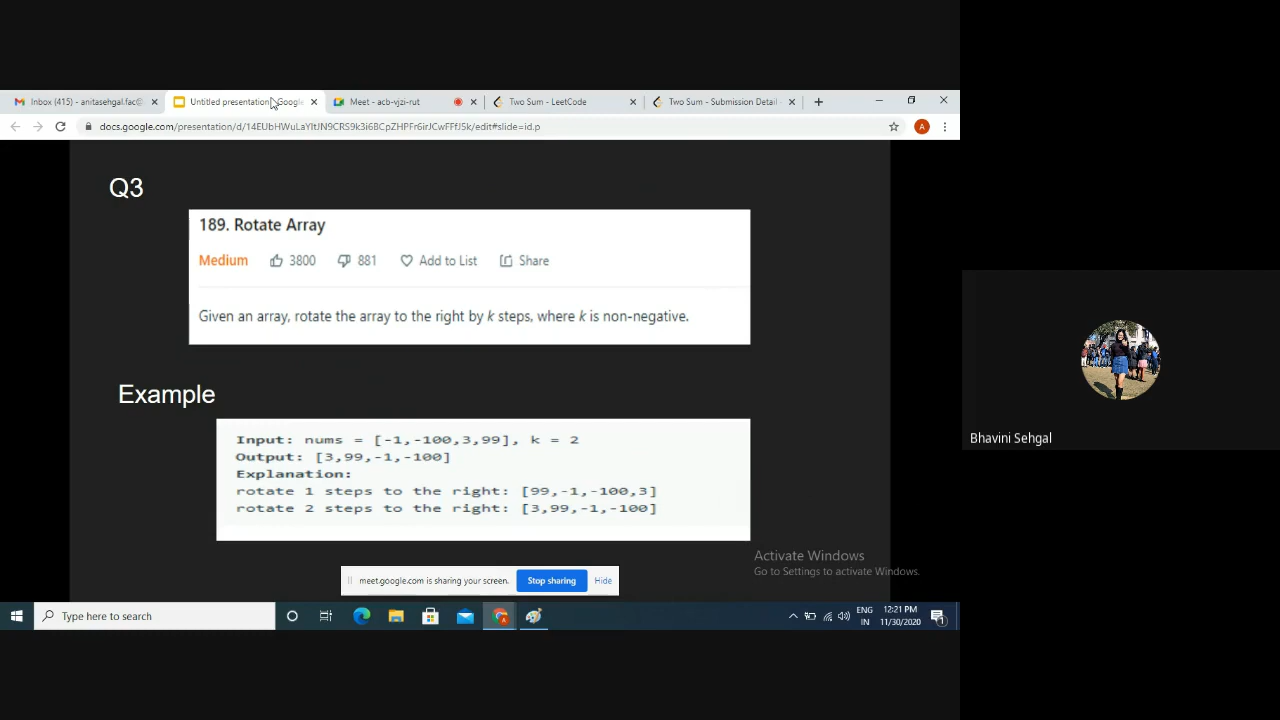 Inbox (415) - anitasehgal.fac@
Untitled presentation - Google
Meet - acb-vjzi-rut
Two Sum - LeetCode
Two Sum - Submission Detail
docs.google.com/presentation/d/14EUbHWuLaYltJN9CRS9k3i6BCpZHPFr6irJCwFFfJSk/edit#slide=id.p
A
Q3
189. Rotate Array
Medium 3800 881 Add to List Share
Given an array, rotate the array to the right by k steps, where k is non-negative.
Example
Input: nums = [-1,-100,3,99], k = 2
Output: [3,99,-1,-100]
Explanation:
rotate 1 steps to the right: [99,-1,-100,3]
rotate 2 steps to the right: [3,99,-1,-100]
Bhavini Sehgal
Activate Windows
Go to Settings to activate Windows.
meet.google.com is sharing your screen. Stop sharing Hide
Type here to search
ENG 12:21 PM
IN 11/30/2020
1